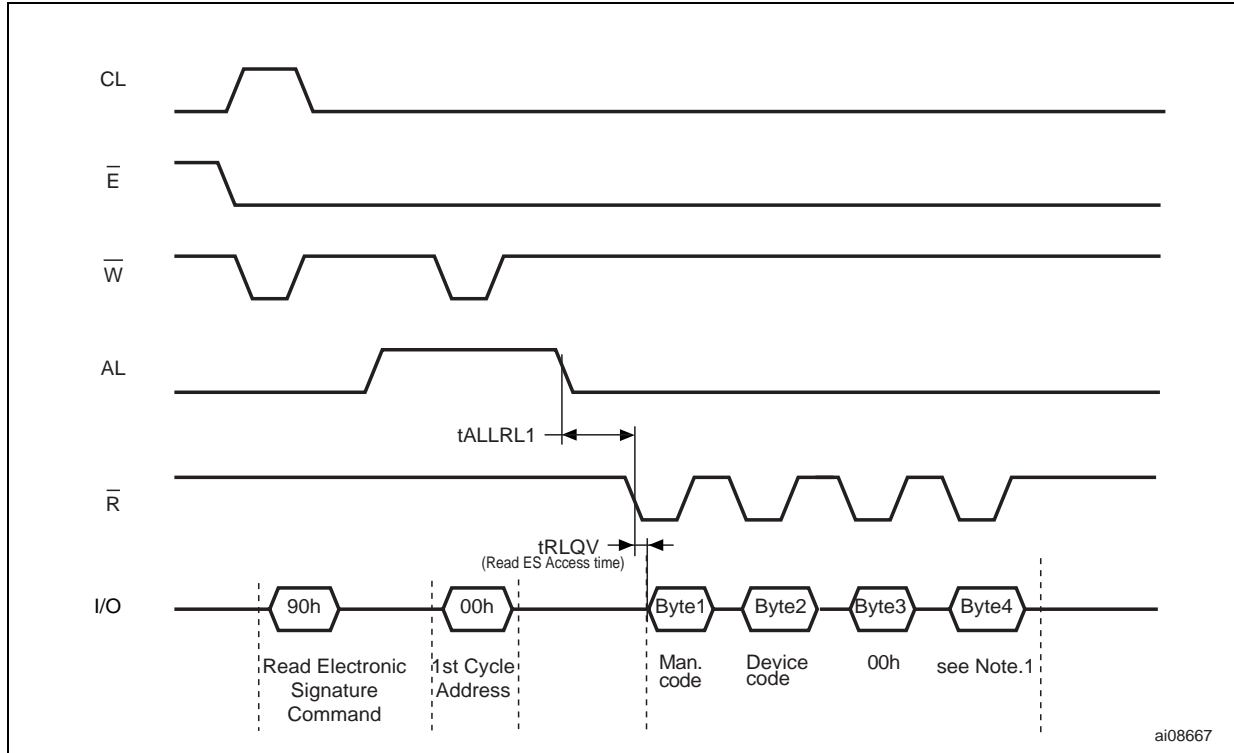 CL
E
W
AL
tALLRL1
R
tRLQV
(Read ES Access time)
I/O
90h
00h
Byte1
Byte2
Byte3
Byte4
Read Electronic
Signature
Command
1st Cycle
Address
Man.
code
Device
code
00h
see Note.1
ai08667